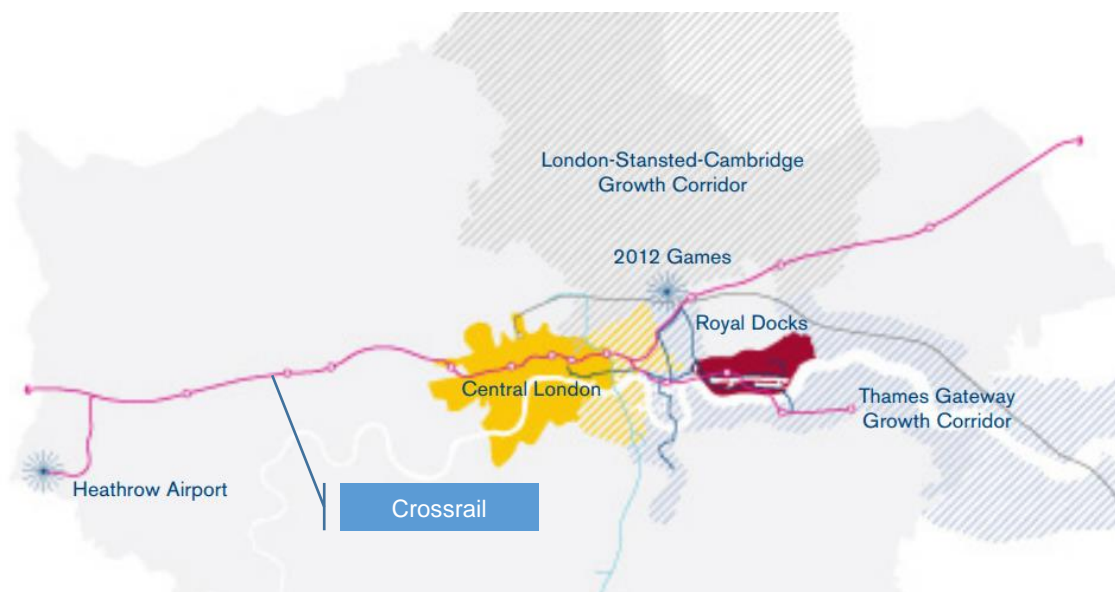 London-Stansted-Cambridge
Growth Corridor
2012 Games
Royal Docks
Central London
Thames Gateway
Growth Corridor
Heathrow Airport
Crossrail